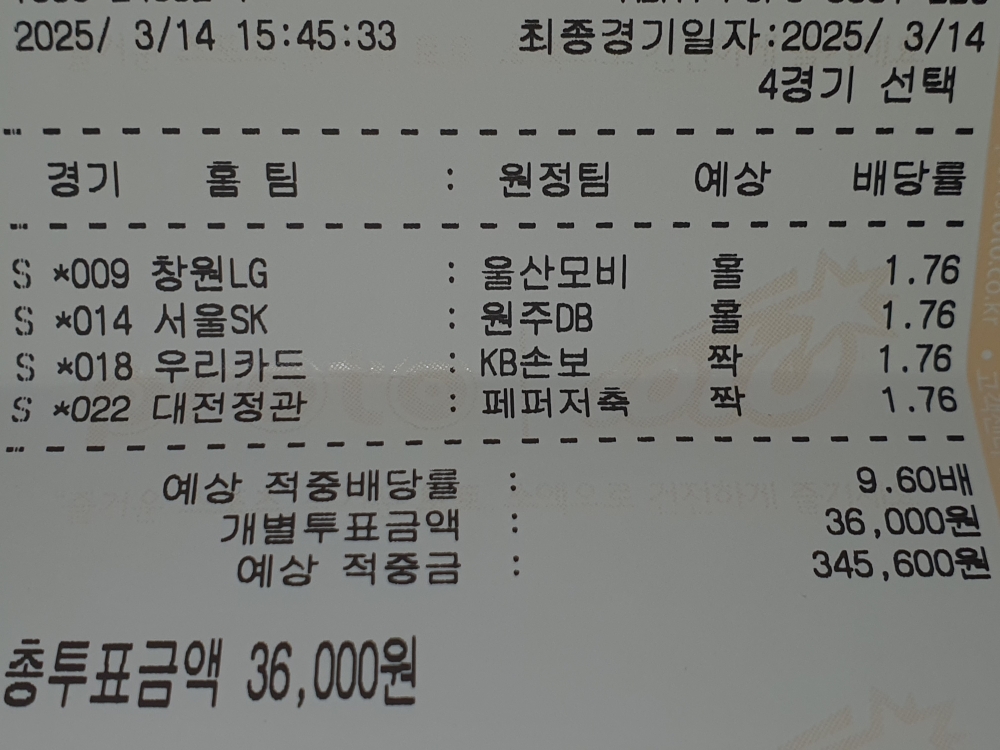 2025/ 3/14 15:45:33 최종경기일자:2025/ 3/14
4경기 선택
경기 홈 팀 : 원정팀 예상 배당률
S *009 창원LG : 울산모비 홀 1.76
S *014 서울SK : 원주DB 홀 1.76
S *018 우리카드 : KB손보 짝 1.76
S *022 대전정관 : 페퍼저축 짝 1.76
예상 적중배당률 : 9.60배
개별투표금액 : 36,000원
예상 적중금 : 345,600원
총투표금액 36,000원